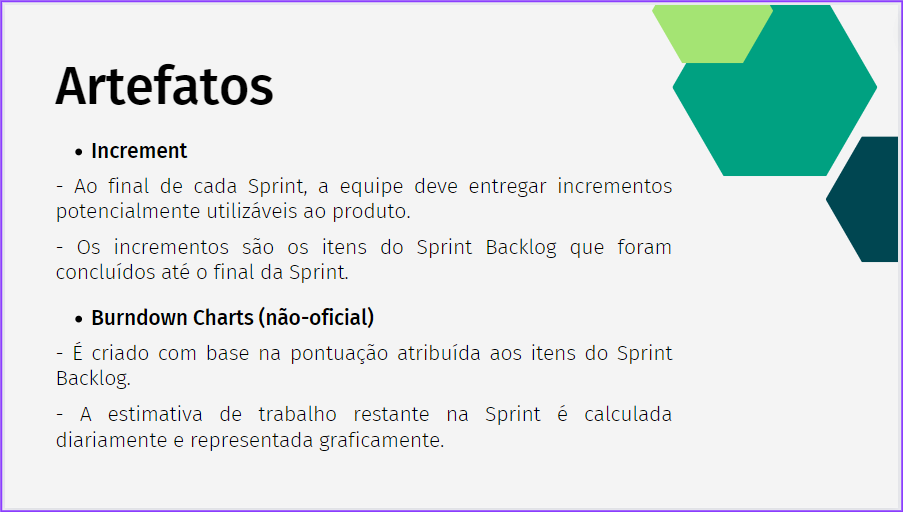 Artefatos
• Increment
- Ao final de cada Sprint, a equipe deve entregar incrementos
potencialmente utilizáveis ao produto.
- Os incrementos são os itens do Sprint Backlog que foram
concluídos até o final da Sprint.
• Burndown Charts (não-oficial)
- É criado com base na pontuação atribuída aos itens do Sprint
Backlog.
- A estimativa de trabalho restante na Sprint é calculada
diariamente e representada graficamente.